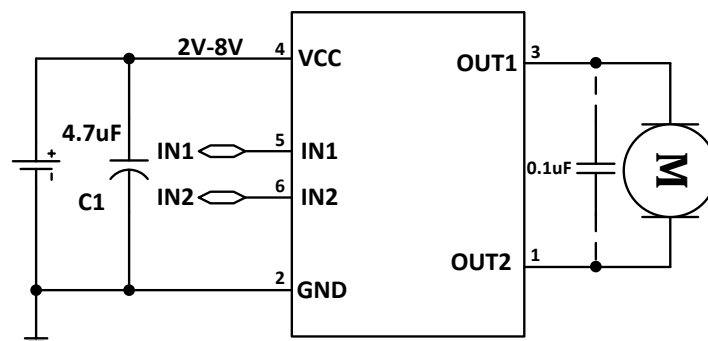 2V-8V
4
VCC
OUT1
3
4.7uF
+
-
C1
IN1
5
IN1
IN2
6
IN2
0.1uF
M
OUT2
1
2
GND